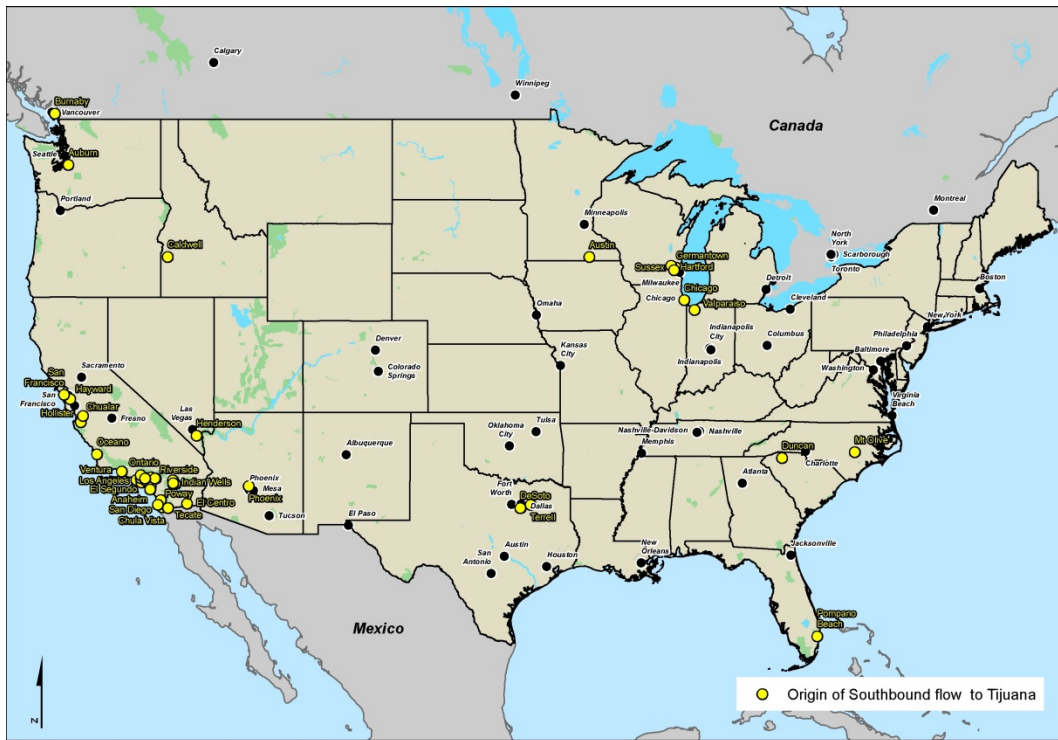 Calgary
Winnipeg
Canada
Burnaby
Vancouver
Seattle
Auburn
Portland
Montreal
Minneapolis
North
York
Scarborough
Toronto
Caldwell
Austin
Germantown
Sussex
Hartford
Milwaukee
Detroit
Boston
Chicago
Chicago
Valparaiso
Cleveland
Omaha
New York
Philadelphia
Indianapolis
City
Columbus
Baltimore
Denver
Indianapolis
Kansas
City
Washington
Colorado
Springs
Sacramento
San
Francisco
Hayward
San
Francisco
Virginia
Beach
Hollister
Chualar
Fresno
Las
Vegas
Henderson
Tulsa
Nashville-Davidson
Nashville
Oklahoma
City
Memphis
Mt Olive
Oceano
Albuquerque
Duncan
Charlotte
Ventura
Ontario
Riverside
Atlanta
Los Angeles
Indian Wells
Phoenix
Mesa
El Segundo
Phoenix
Fort
Worth
DeSoto
Dallas
Anaheim
Poway
El Centro
San Diego
Tecate
Terrell
Chula Vista
Tucson
El Paso
Jacksonville
Austin
New
Orleans
San
Antonio
Houston
Pompano
Beach
Mexico
N
Origin of Southbound flow to Tijuana